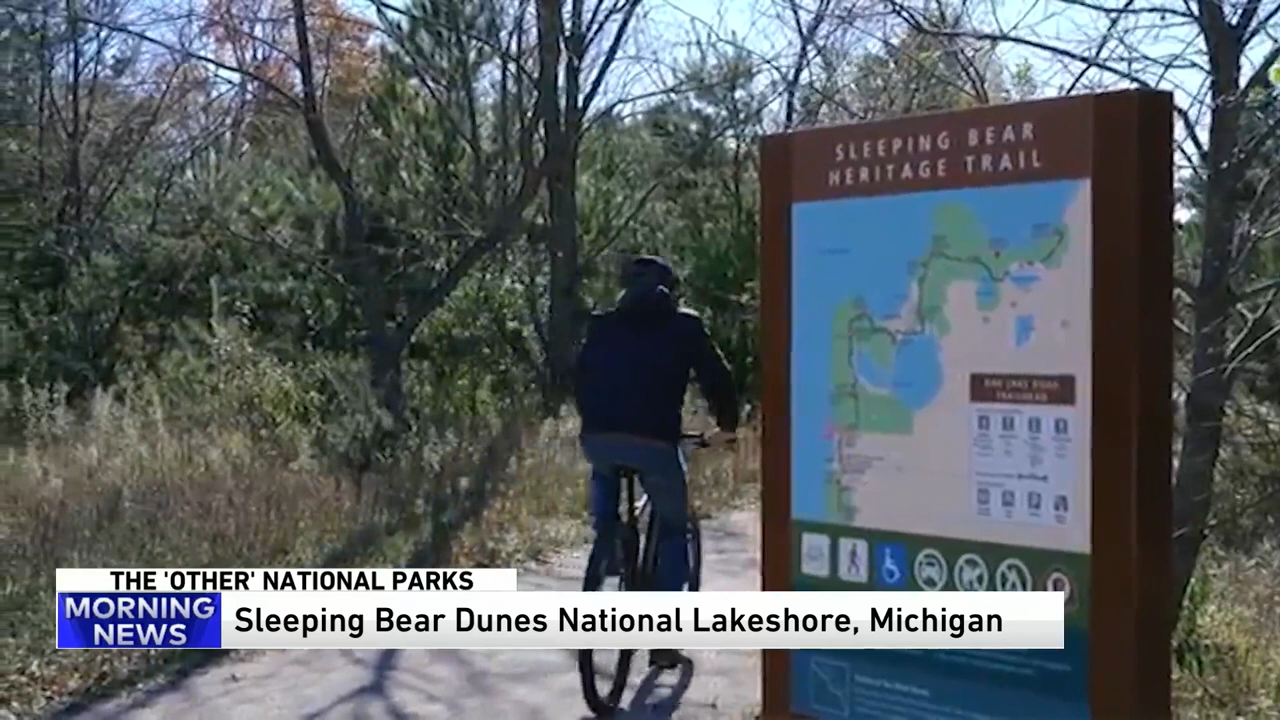 SLEEPING BEAR
HERITAGE TRAIL
THE 'OTHER' NATIONAL PARKS
MORNING
NEWS
Sleeping Bear Dunes National Lakeshore, Michigan